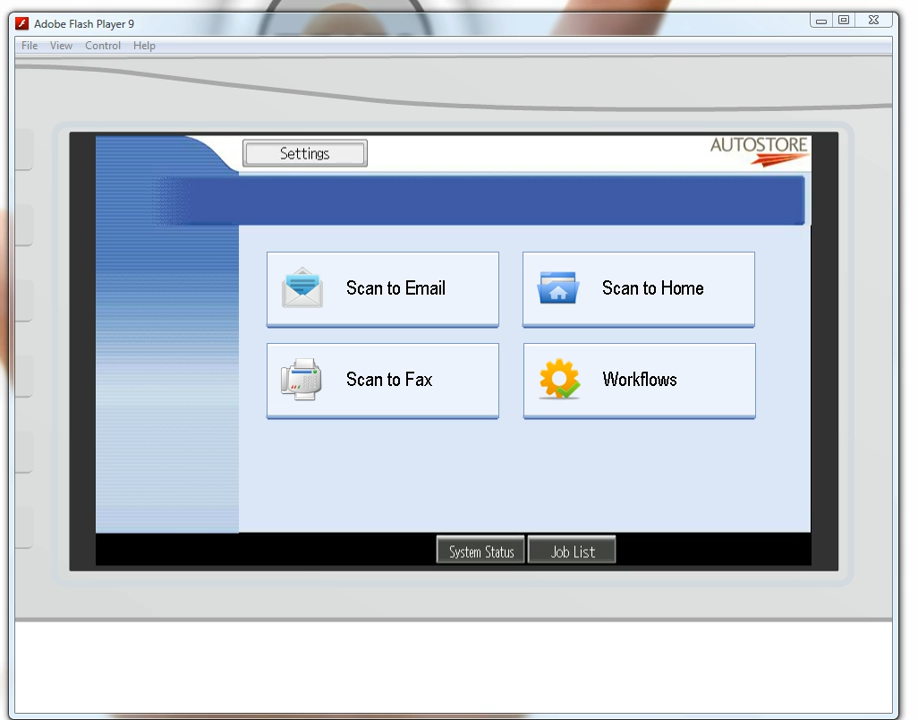 Adobe Flash Player 9
File View Control Help
Settings
AUTOSTORE
Scan to Email
Scan to Home
Scan to Fax
Workflows
System Status
Job List